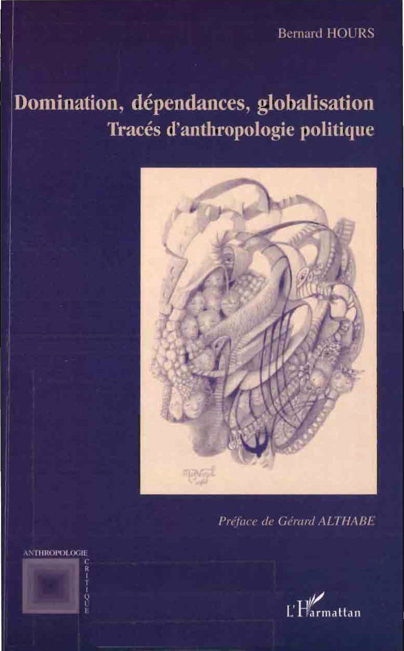 Bernard HOURS
Domination, dépendances, globalisation
Tracés d'anthropologie politique
Préface de Gérard ALTHABE
ANTHROPOLOGIE
CRITIQUE
L'Harmattan